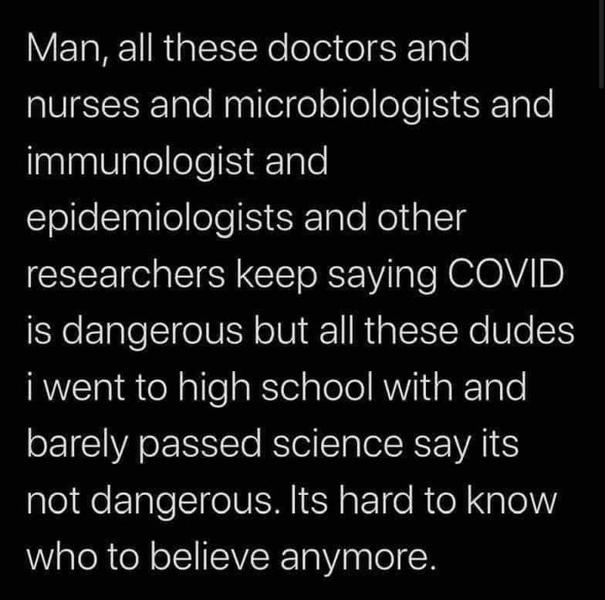 Man, all these doctors and
nurses and microbiologists and
immunologist and
epidemiologists and other
researchers keep saying COVID
is dangerous but all these dudes
i went to high school with and
barely passed science say its
not dangerous. Its hard to know
who to believe anymore.